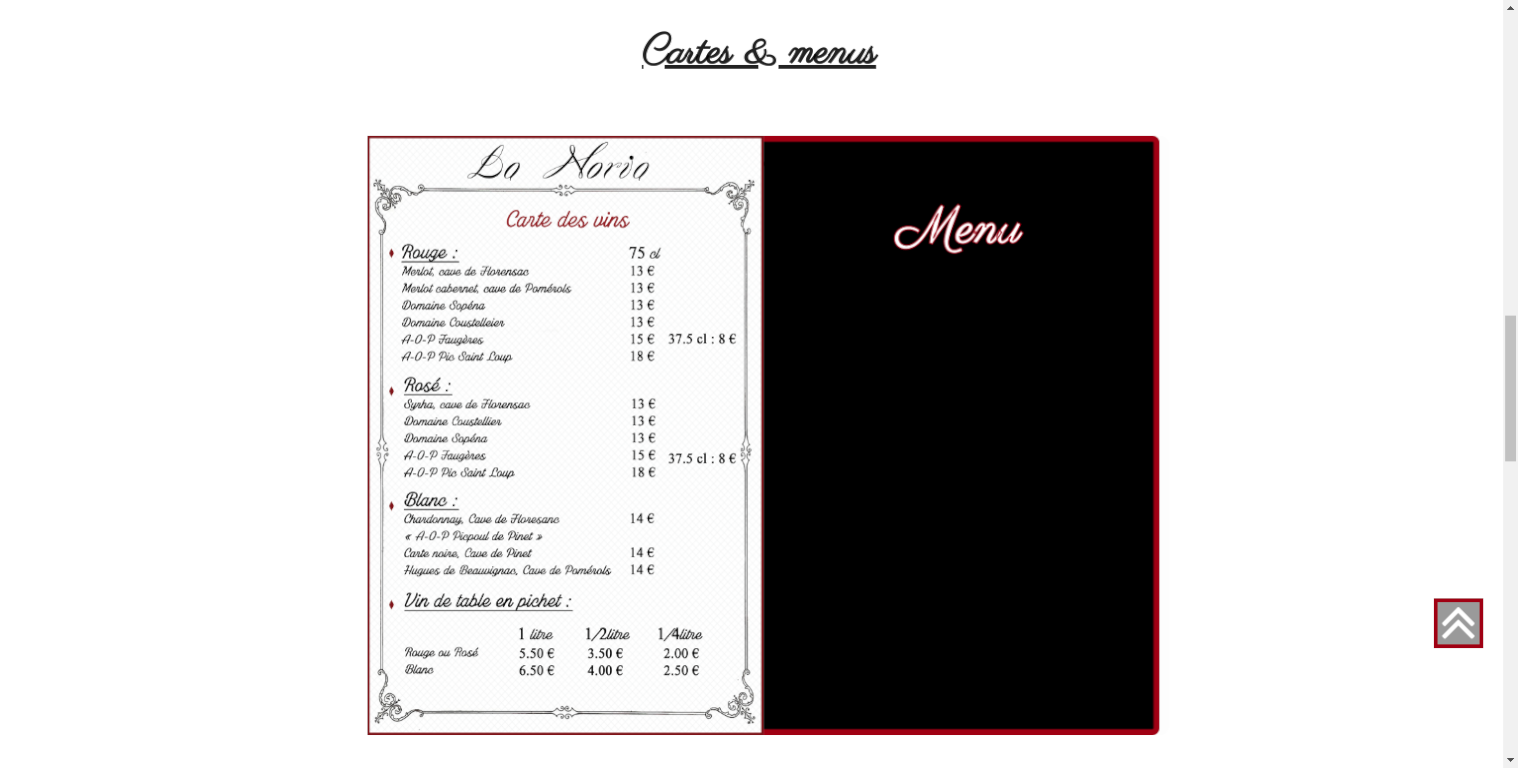 Cartes & menus
La Noria
Carte des vins
Rouge : 75 cl
Merlot, cave de Florensac 13 €
Merlot cabernet, cave de Pomérols 13 €
Domaine Sopéna 13 €
Domaine Coustelleier 13 €
A-O-P Faugères 15 € 37.5 cl : 8 €
A-O-P Pic Saint Loup 18 €
Rosé :
Syrha, cave de Florensac 13 €
Domaine Coustellier 13 €
Domaine Sopéna 13 €
A-O-P Faugères 15 € 37.5 cl : 8 €
A-O-P Pic Saint Loup 18 €
Blanc :
Chardonnay, Cave de Floresanc 14 €
« A-O-P Picpoul de Pinet »
Carte noire, Cave de Pinet 14 €
Hugues de Beauvignac, Cave de Pomérols 14 €
Vin de table en pichet :
1 litre 1/2litre 1/4litre
Rouge ou Rosé 5.50 € 3.50 € 2.00 €
Blanc 6.50 € 4.00 € 2.50 €
Menu